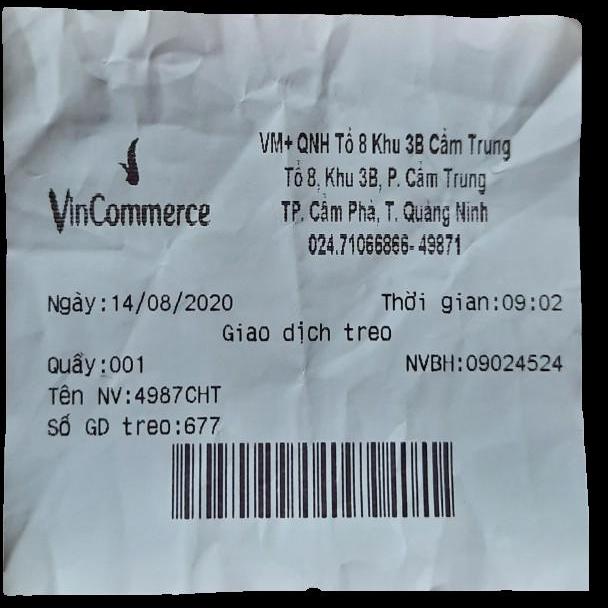 VinCommerce
VM+ QNH Tổ 8 Khu 3B Cẩm Trung
Tổ 8, Khu 3B, P. Cẩm Trung
TP. Cẩm Phả, T. Quảng Ninh
024.71066866- 49871
Ngày:14/08/2020 Thời gian:09:02
Giao dịch treo
Quầy:001 NVBH:09024524
Tên NV:4987CHT
Số GD treo:677